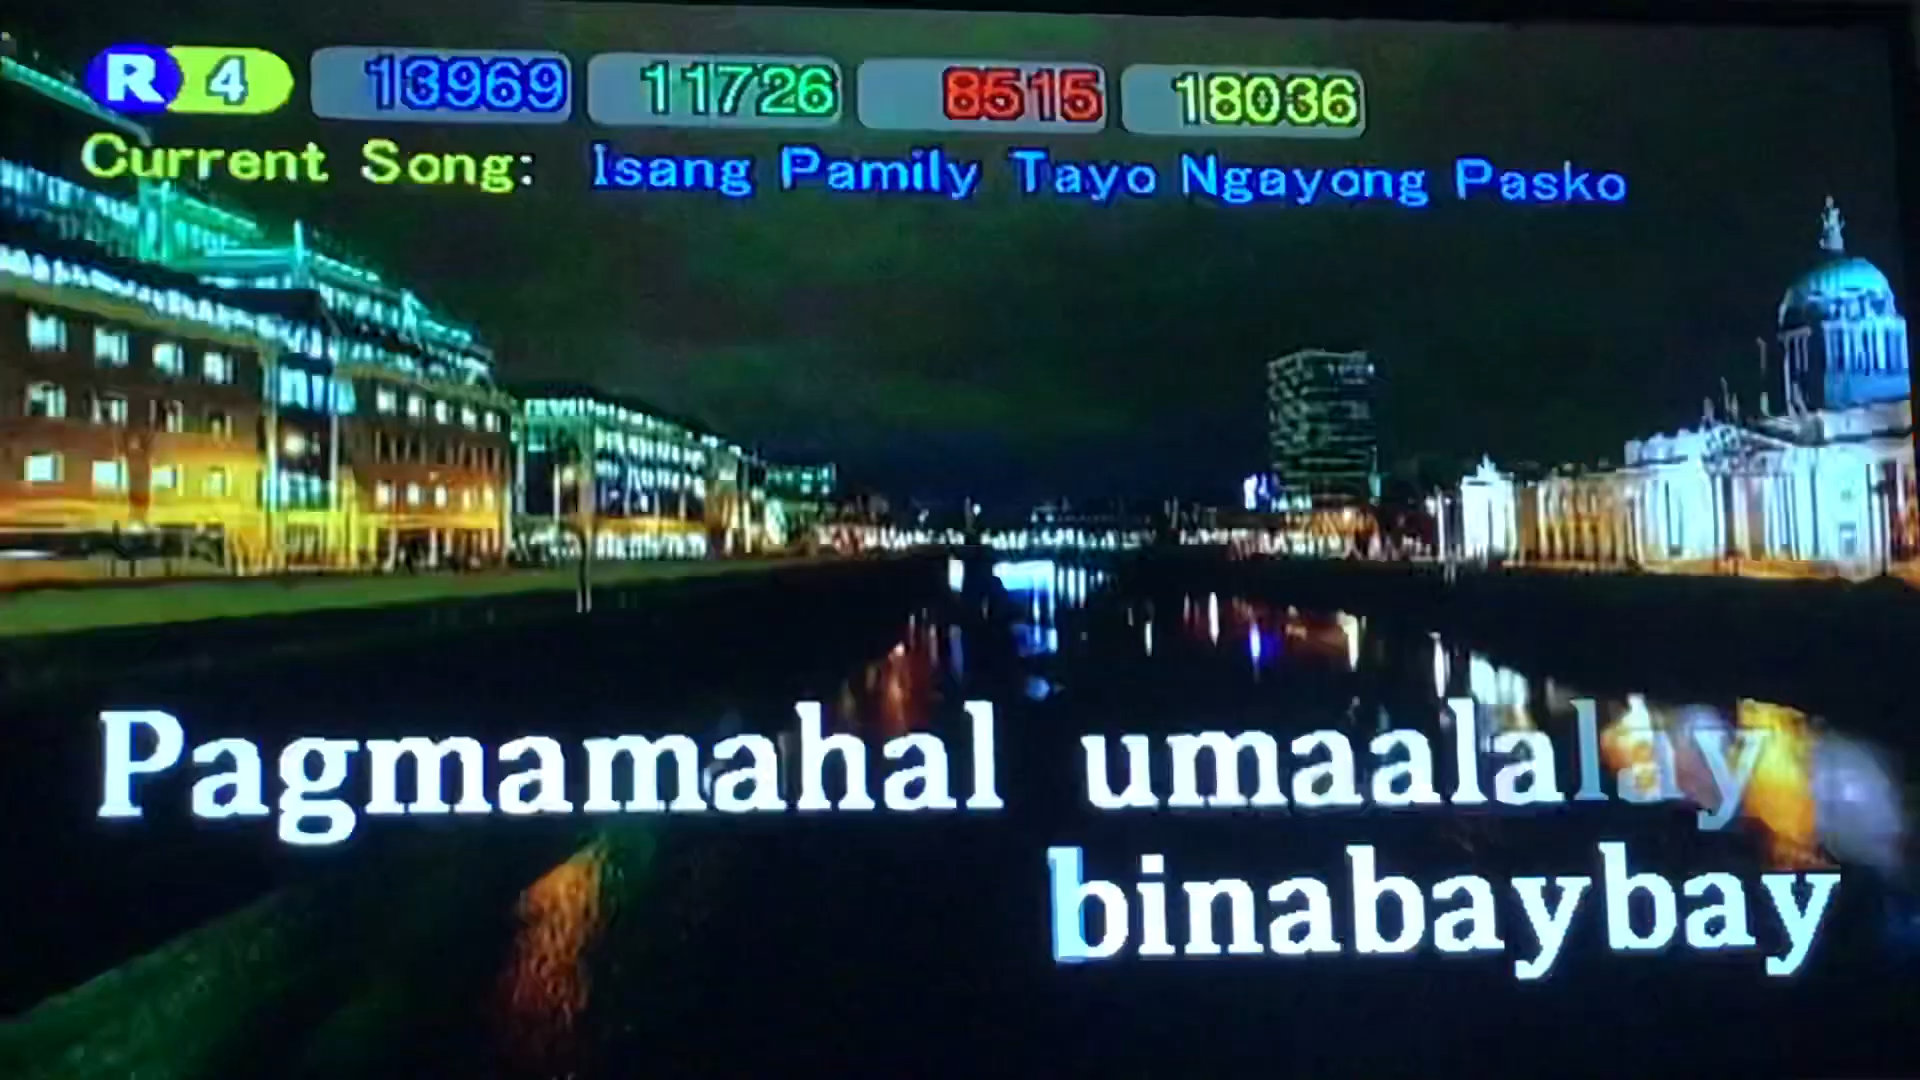 R 4 13969 11726 8515 18036
Current Song: Isang Pamily Tayo Ngayong Pasko
Pagmamahal umaalalay
binabaybay